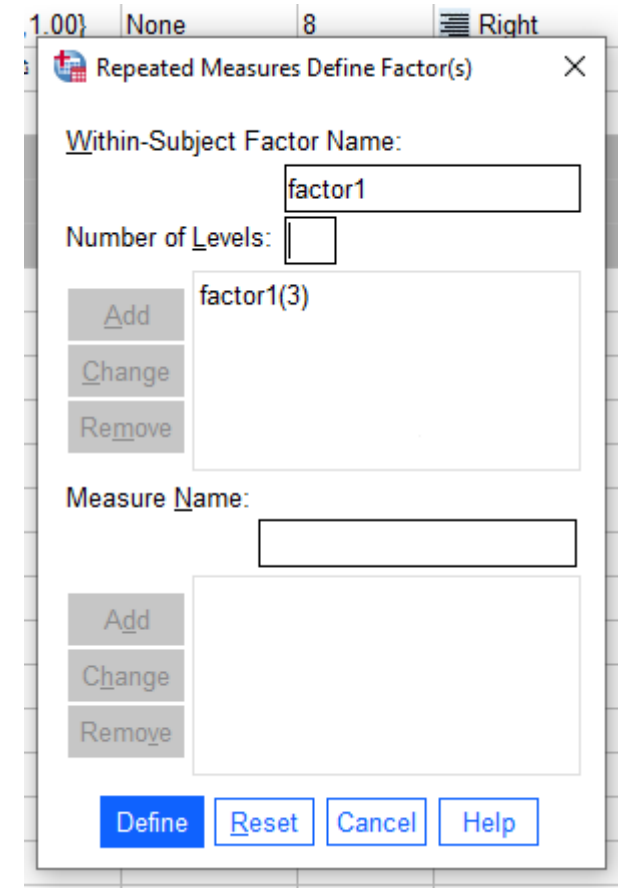 1.00} None 8 Right
Repeated Measures Define Factor(s)
Within-Subject Factor Name:
factor1
Number of Levels:
factor1(3)
Add
Change
Remove
Measure Name:
Add
Change
Remove
Define Reset Cancel Help